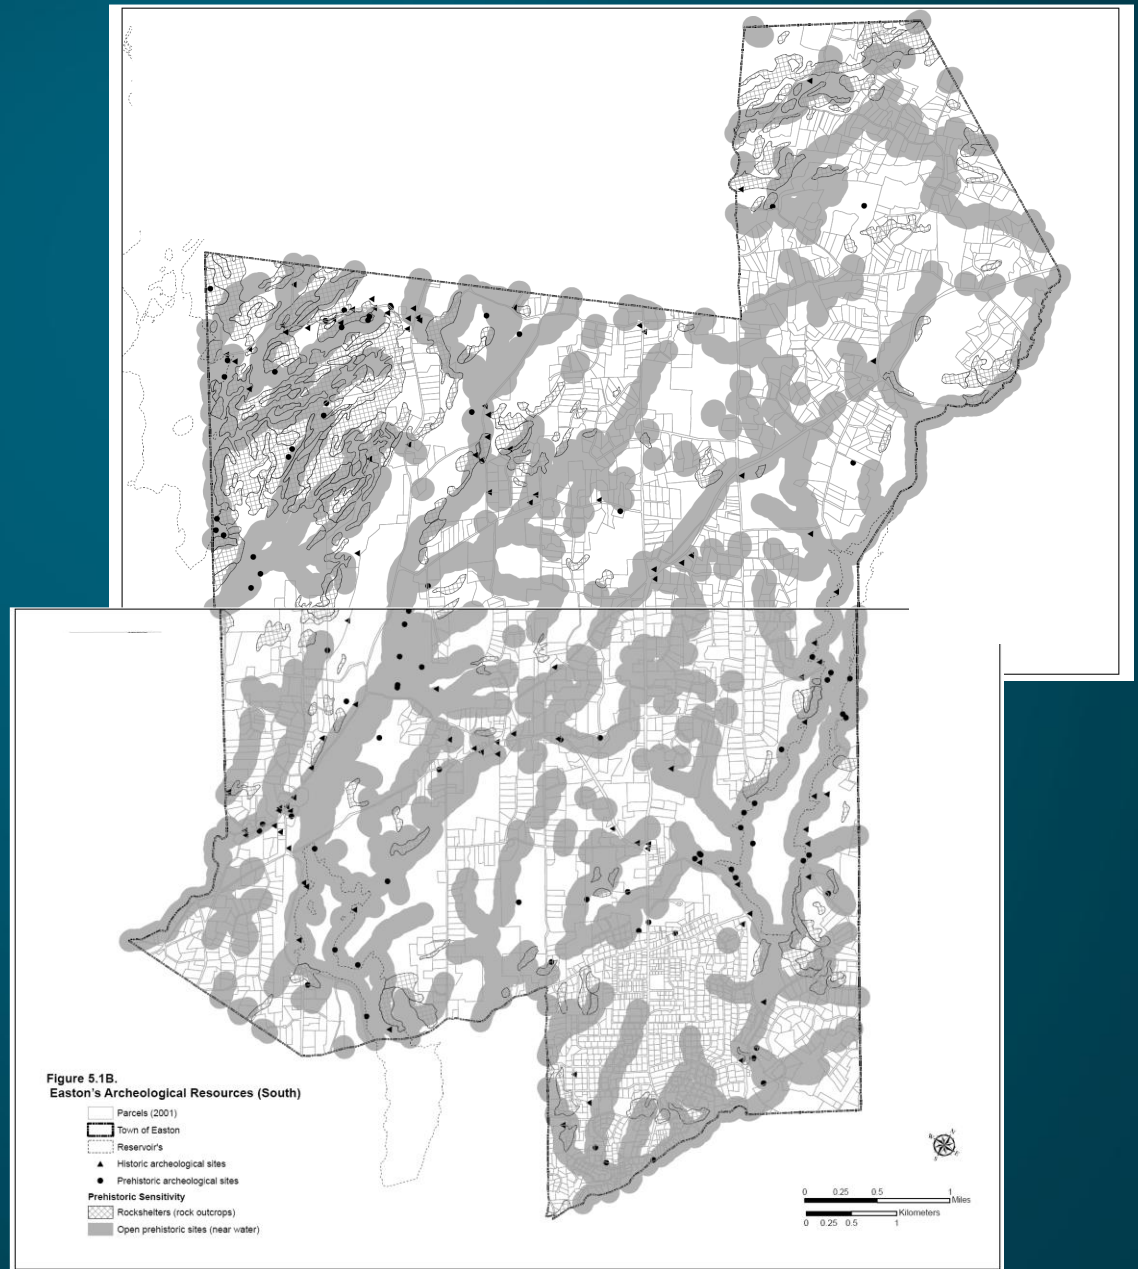 Figure 5.1B.
Easton's Archeological Resources (South)
Parcels (2001)
Town of Easton
Reservoir's
Historic archeological sites
Prehistoric archeological sites
Prehistoric Sensitivity
Rockshelters (rock outcrops)
Open prehistoric sites (near water)
N
W
E
S
0 0.25 0.5 1
Miles
Kilometers
0 0.25 0.5 1